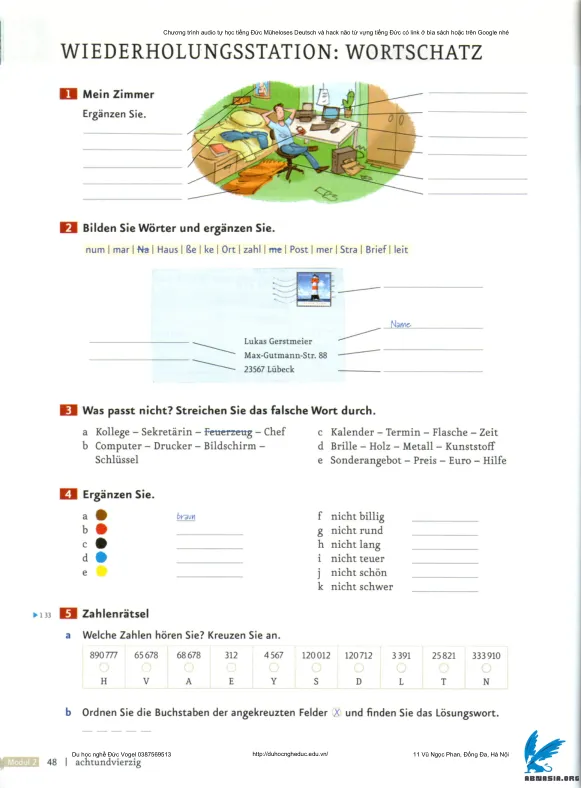 Chương trình audio tự học tiếng Đức Müheloses Deutsch và hack não từ vựng tiếng Đức có link ở bìa sách hoặc trên Google nhé
WIEDERHOLUNGSSTATION: WORTSCHATZ
1 Mein Zimmer
Ergänzen Sie.
2 Bilden Sie Wörter und ergänzen Sie.
num | mar | Na | Haus | ße | ke | Ort | zahl | me | Post | mer | Stra | Brief | leit
Name
Lukas Gerstmeier
Max-Gutmann-Str. 88
23567 Lübeck
3 Was passt nicht? Streichen Sie das falsche Wort durch.
a Kollege – Sekretärin – Feuerzeug – Chef
b Computer – Drucker – Bildschirm –
Schlüssel
c Kalender – Termin – Flasche – Zeit
d Brille – Holz – Metall – Kunststoff
e Sonderangebot – Preis – Euro – Hilfe
4 Ergänzen Sie.
a braun
b
c
d
e
f nicht billig
g nicht rund
h nicht lang
i nicht teuer
j nicht schön
k nicht schwer
1 33 5 Zahlenrätsel
a Welche Zahlen hören Sie? Kreuzen Sie an.
890777 65678 68678 312 4567 120012 120712 3391 25821 333910
H V A E Y S D L T N
b Ordnen Sie die Buchstaben der angekreuzten Felder X und finden Sie das Lösungswort.
Du học nghề Đức Vogel 0387569513 http://duhocngheduc.edu.vn/ 11 Vũ Ngọc Phan, Đống Đa, Hà Nội
Modul 2 48 | achtundvierzig
ABMASIA.ORG